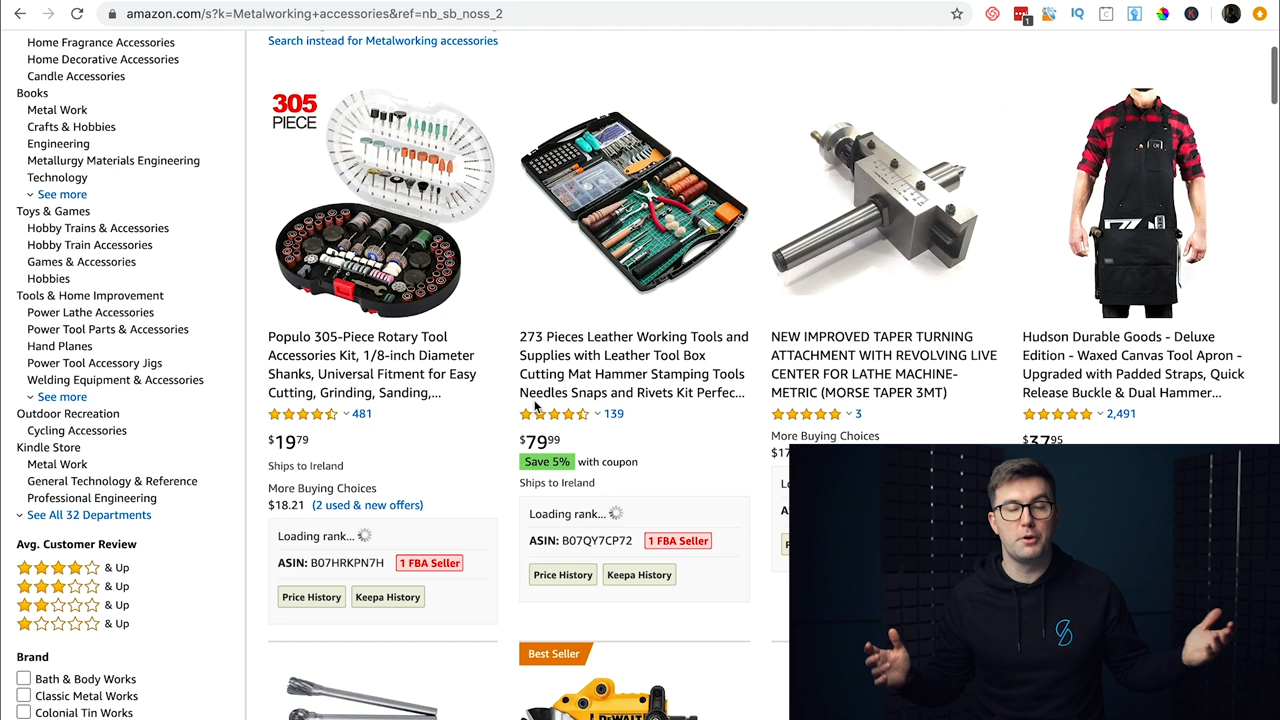 amazon.com/s?k=Metalworking+accessories&ref=nb_sb_noss_2
1
IQ
C
K
Home Fragrance Accessories
Home Decorative Accessories
Candle Accessories
Books
Metal Work
Crafts & Hobbies
Engineering
Metallurgy Materials Engineering
Technology
See more
Toys & Games
Hobby Trains & Accessories
Hobby Train Accessories
Games & Accessories
Hobbies
Tools & Home Improvement
Power Lathe Accessories
Power Tool Parts & Accessories
Hand Planes
Power Tool Accessory Jigs
Welding Equipment & Accessories
See more
Outdoor Recreation
Cycling Accessories
Kindle Store
Metal Work
General Technology & Reference
Professional Engineering
See All 32 Departments
Avg. Customer Review
& Up
& Up
& Up
& Up
Brand
Bath & Body Works
Classic Metal Works
Colonial Tin Works
Search instead for Metalworking accessories
305
PIECE
Populo 305-Piece Rotary Tool
Accessories Kit, 1/8-inch Diameter
Shanks, Universal Fitment for Easy
Cutting, Grinding, Sanding,...
481
$1979
Ships to Ireland
More Buying Choices
$18.21 (2 used & new offers)
Loading rank...
ASIN: B07HRKPN7H 1 FBA Seller
Price History Keepa History
273 Pieces Leather Working Tools and
Supplies with Leather Tool Box
Cutting Mat Hammer Stamping Tools
Needles Snaps and Rivets Kit Perfec...
139
$7999
Save 5% with coupon
Ships to Ireland
Loading rank...
ASIN: B07QY7CP72 1 FBA Seller
Price History Keepa History
Best Seller
DEWALT
NEW IMPROVED TAPER TURNING
ATTACHMENT WITH REVOLVING LIVE
CENTER FOR LATHE MACHINE-
METRIC (MORSE TAPER 3MT)
3
More Buying Choices
$17
Hudson Durable Goods - Deluxe
Edition - Waxed Canvas Tool Apron -
Upgraded with Padded Straps, Quick
Release Buckle & Dual Hammer...
2,491
$3795